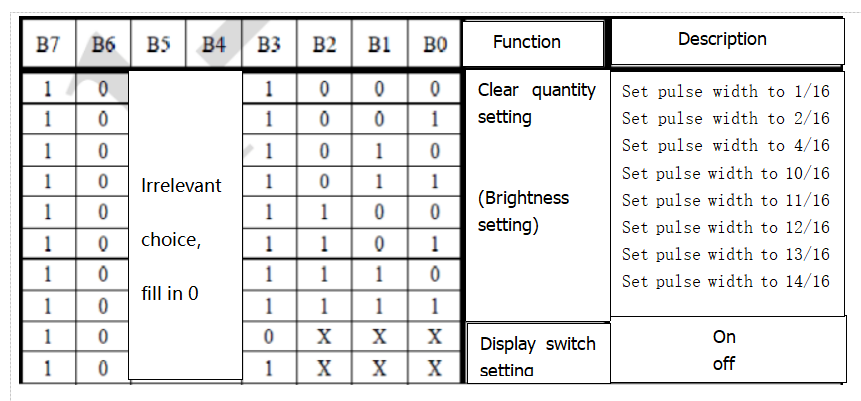 B7 B6 B5 B4 B3 B2 B1 B0 Function Description
1 0 1 0 0 0 Clear quantity Set pulse width to 1/16
1 0 1 0 0 1 setting Set pulse width to 2/16
1 0 1 0 1 0 Set pulse width to 4/16
1 0 Irrelevant 1 0 1 1 (Brightness Set pulse width to 10/16
1 0 1 1 0 0 setting) Set pulse width to 11/16
1 0 choice, 1 1 0 1 Set pulse width to 12/16
1 0 1 1 1 0 Set pulse width to 13/16
1 0 fill in 0 1 1 1 1 Set pulse width to 14/16
1 0 0 X X X Display switch On
1 0 1 X X X setting off